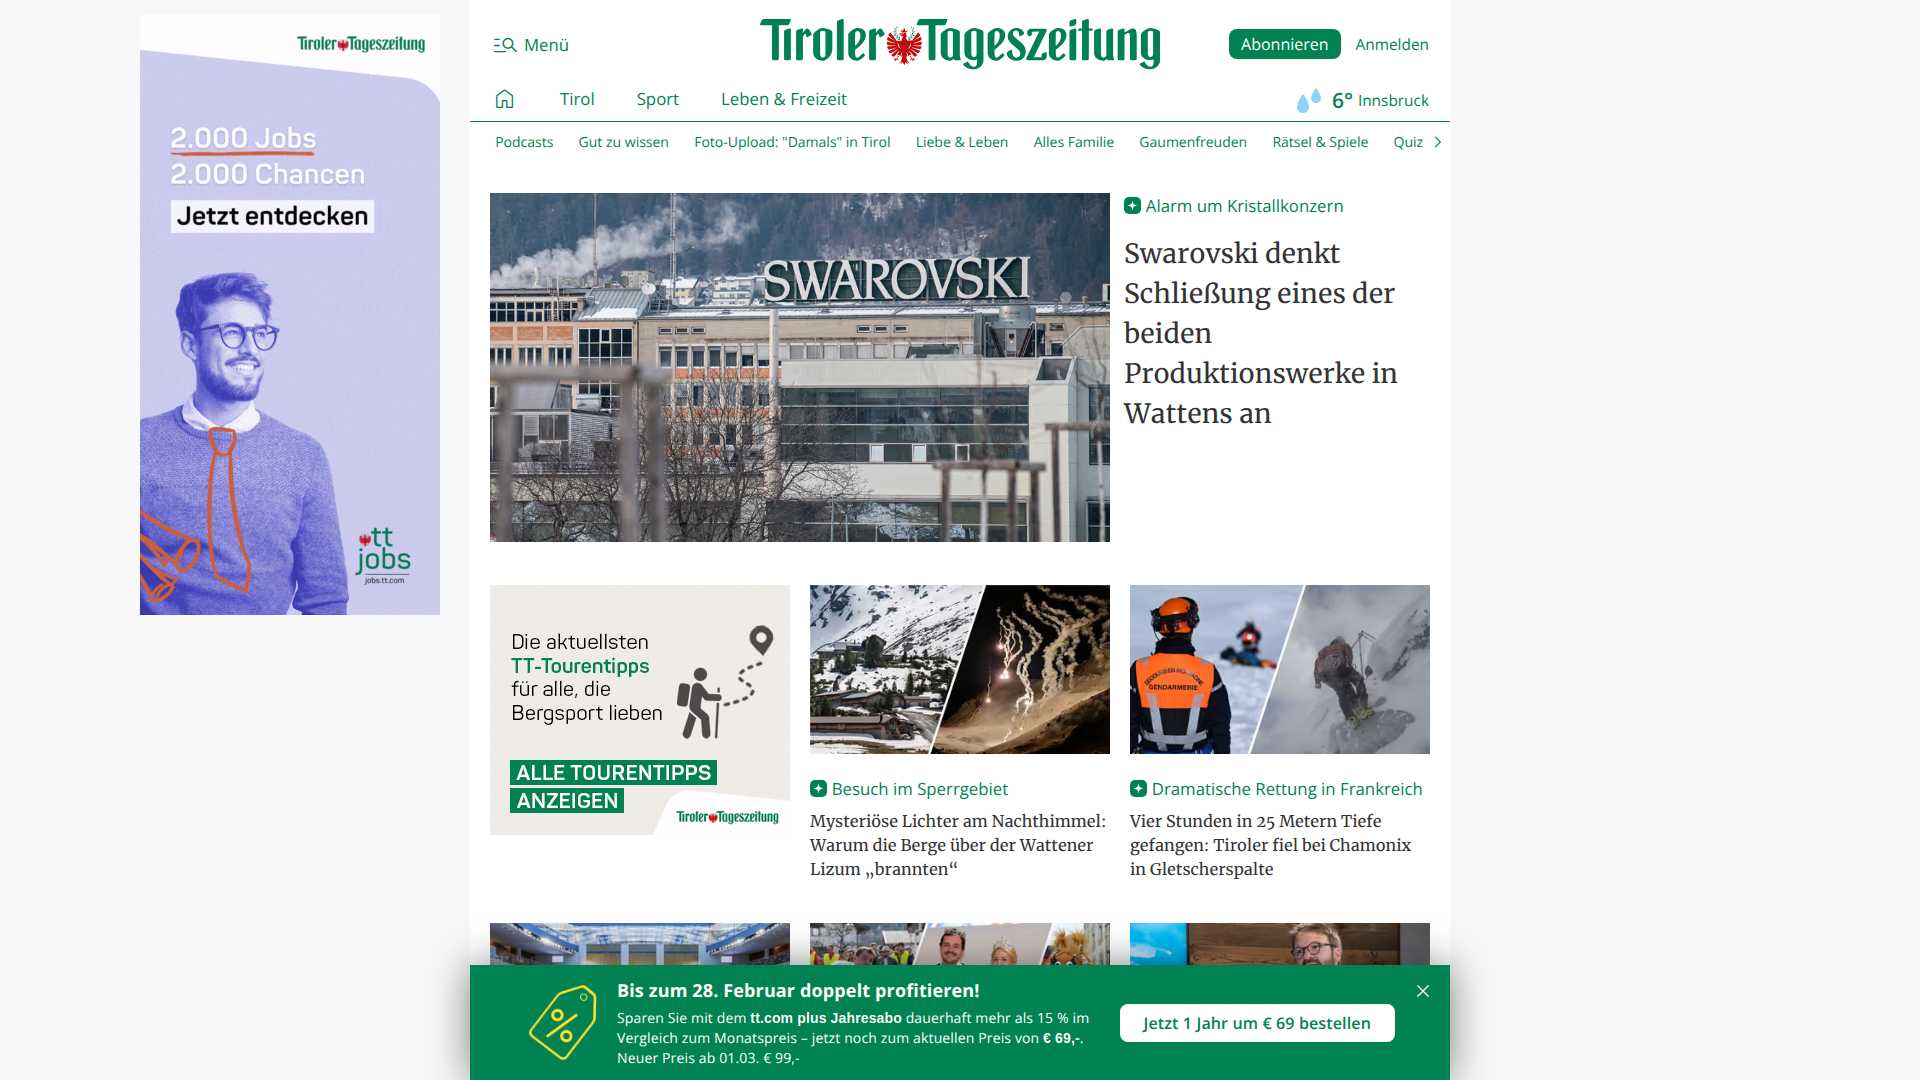 Tiroler Tageszeitung
2.000 Jobs
2.000 Chancen
Jetzt entdecken
tt
jobs
jobs.tt.com
Menü
Tiroler Tageszeitung
Abonnieren
Anmelden
Tirol
Sport
Leben & Freizeit
6° Innsbruck
Podcasts
Gut zu wissen
Foto-Upload: "Damals" in Tirol
Liebe & Leben
Alles Familie
Gaumenfreuden
Rätsel & Spiele
Quiz
SWAROVSKI
Alarm um Kristallkonzern
Swarovski denkt
Schließung eines der
beiden
Produktionswerke in
Wattens an
Die aktuellsten
TT-Tourentipps
für alle, die
Bergsport lieben
ALLE TOURENTIPPS
ANZEIGEN
Tiroler Tageszeitung
Besuch im Sperrgebiet
Mysteriöse Lichter am Nachthimmel:
Warum die Berge über der Wattener
Lizum „brannten“
GENDARMERIE
Dramatische Rettung in Frankreich
Vier Stunden in 25 Metern Tiefe
gefangen: Tiroler fiel bei Chamonix
in Gletscherspalte
Bis zum 28. Februar doppelt profitieren!
Sparen Sie mit dem tt.com plus Jahresabo dauerhaft mehr als 15 % im
Vergleich zum Monatspreis – jetzt noch zum aktuellen Preis von € 69,-.
Neuer Preis ab 01.03. € 99,-
Jetzt 1 Jahr um € 69 bestellen